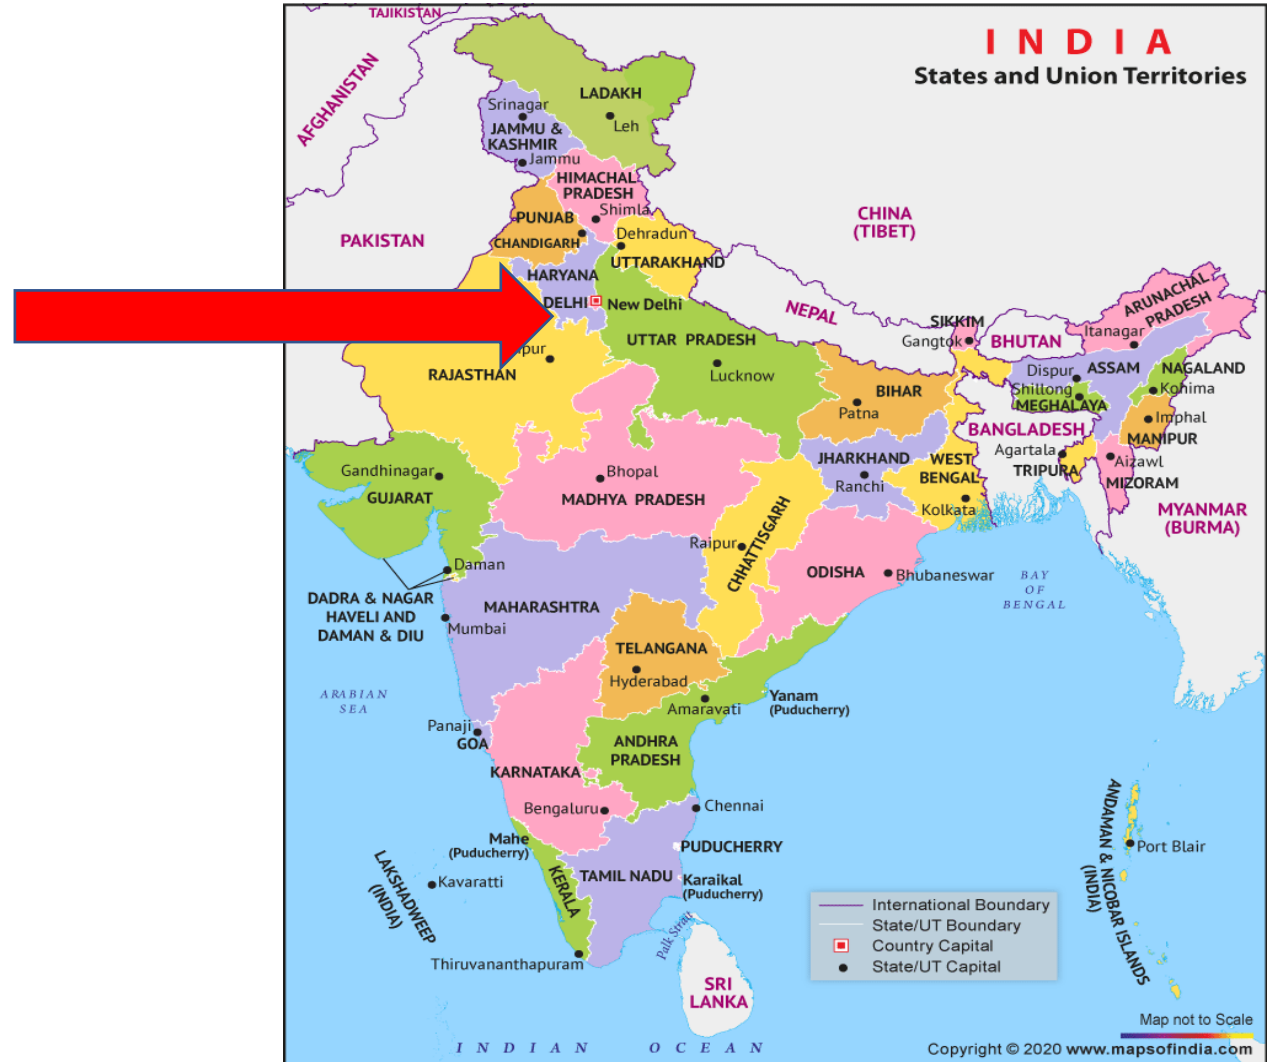 TAJIKISTAN
I N D I A
States and Union Territories
AFGHANISTAN
LADAKH
Leh
Srinagar
JAMMU &
KASHMIR
Jammu
HIMACHAL
PRADESH
Shimla
PUNJAB
CHANDIGARH
Dehradun
UTTARAKHAND
PAKISTAN
CHINA
(TIBET)
HARYANA
DELHI
New Delhi
NEPAL
SIKKIM
Gangtok
BHUTAN
ARUNACHAL
PRADESH
Itanagar
UTTAR PRADESH
Lucknow
pur
RAJASTHAN
BIHAR
Patna
Dispur
ASSAM
NAGALAND
Shillong
Kohima
MEGHALAYA
Imphal
MANIPUR
BANGLADESH
Agartala
TRIPURA
Aizawl
MIZORAM
MYANMAR
(BURMA)
Gandhinagar
GUJARAT
Bhopal
MADHYA PRADESH
JHARKHAND
Ranchi
WEST
BENGAL
Kolkata
Raipur
CHHATTISGARH
ODISHA
Bhubaneswar
BAY
OF
BENGAL
Daman
DADRA & NAGAR
HAVELI AND
DAMAN & DIU
MAHARASHTRA
Mumbai
TELANGANA
Hyderabad
ARABIAN
SEA
Amaravati
Yanam
(Puducherry)
Panaji
GOA
ANDHRA
PRADESH
KARNATAKA
Bengaluru
Chennai
Mahe
(Puducherry)
PUDUCHERRY
KERALA
TAMIL NADU
Karaikal
(Puducherry)
LAKSHADWEEP
(INDIA)
Kavaratti
Palk Strait
Thiruvananthapuram
SRI
LANKA
ANDAMAN & NICOBAR ISLANDS
(INDIA)
Port Blair
International Boundary
State/UT Boundary
Country Capital
State/UT Capital
INDIAN OCEAN
Map not to Scale
Copyright © 2020 www.mapsofindia.com